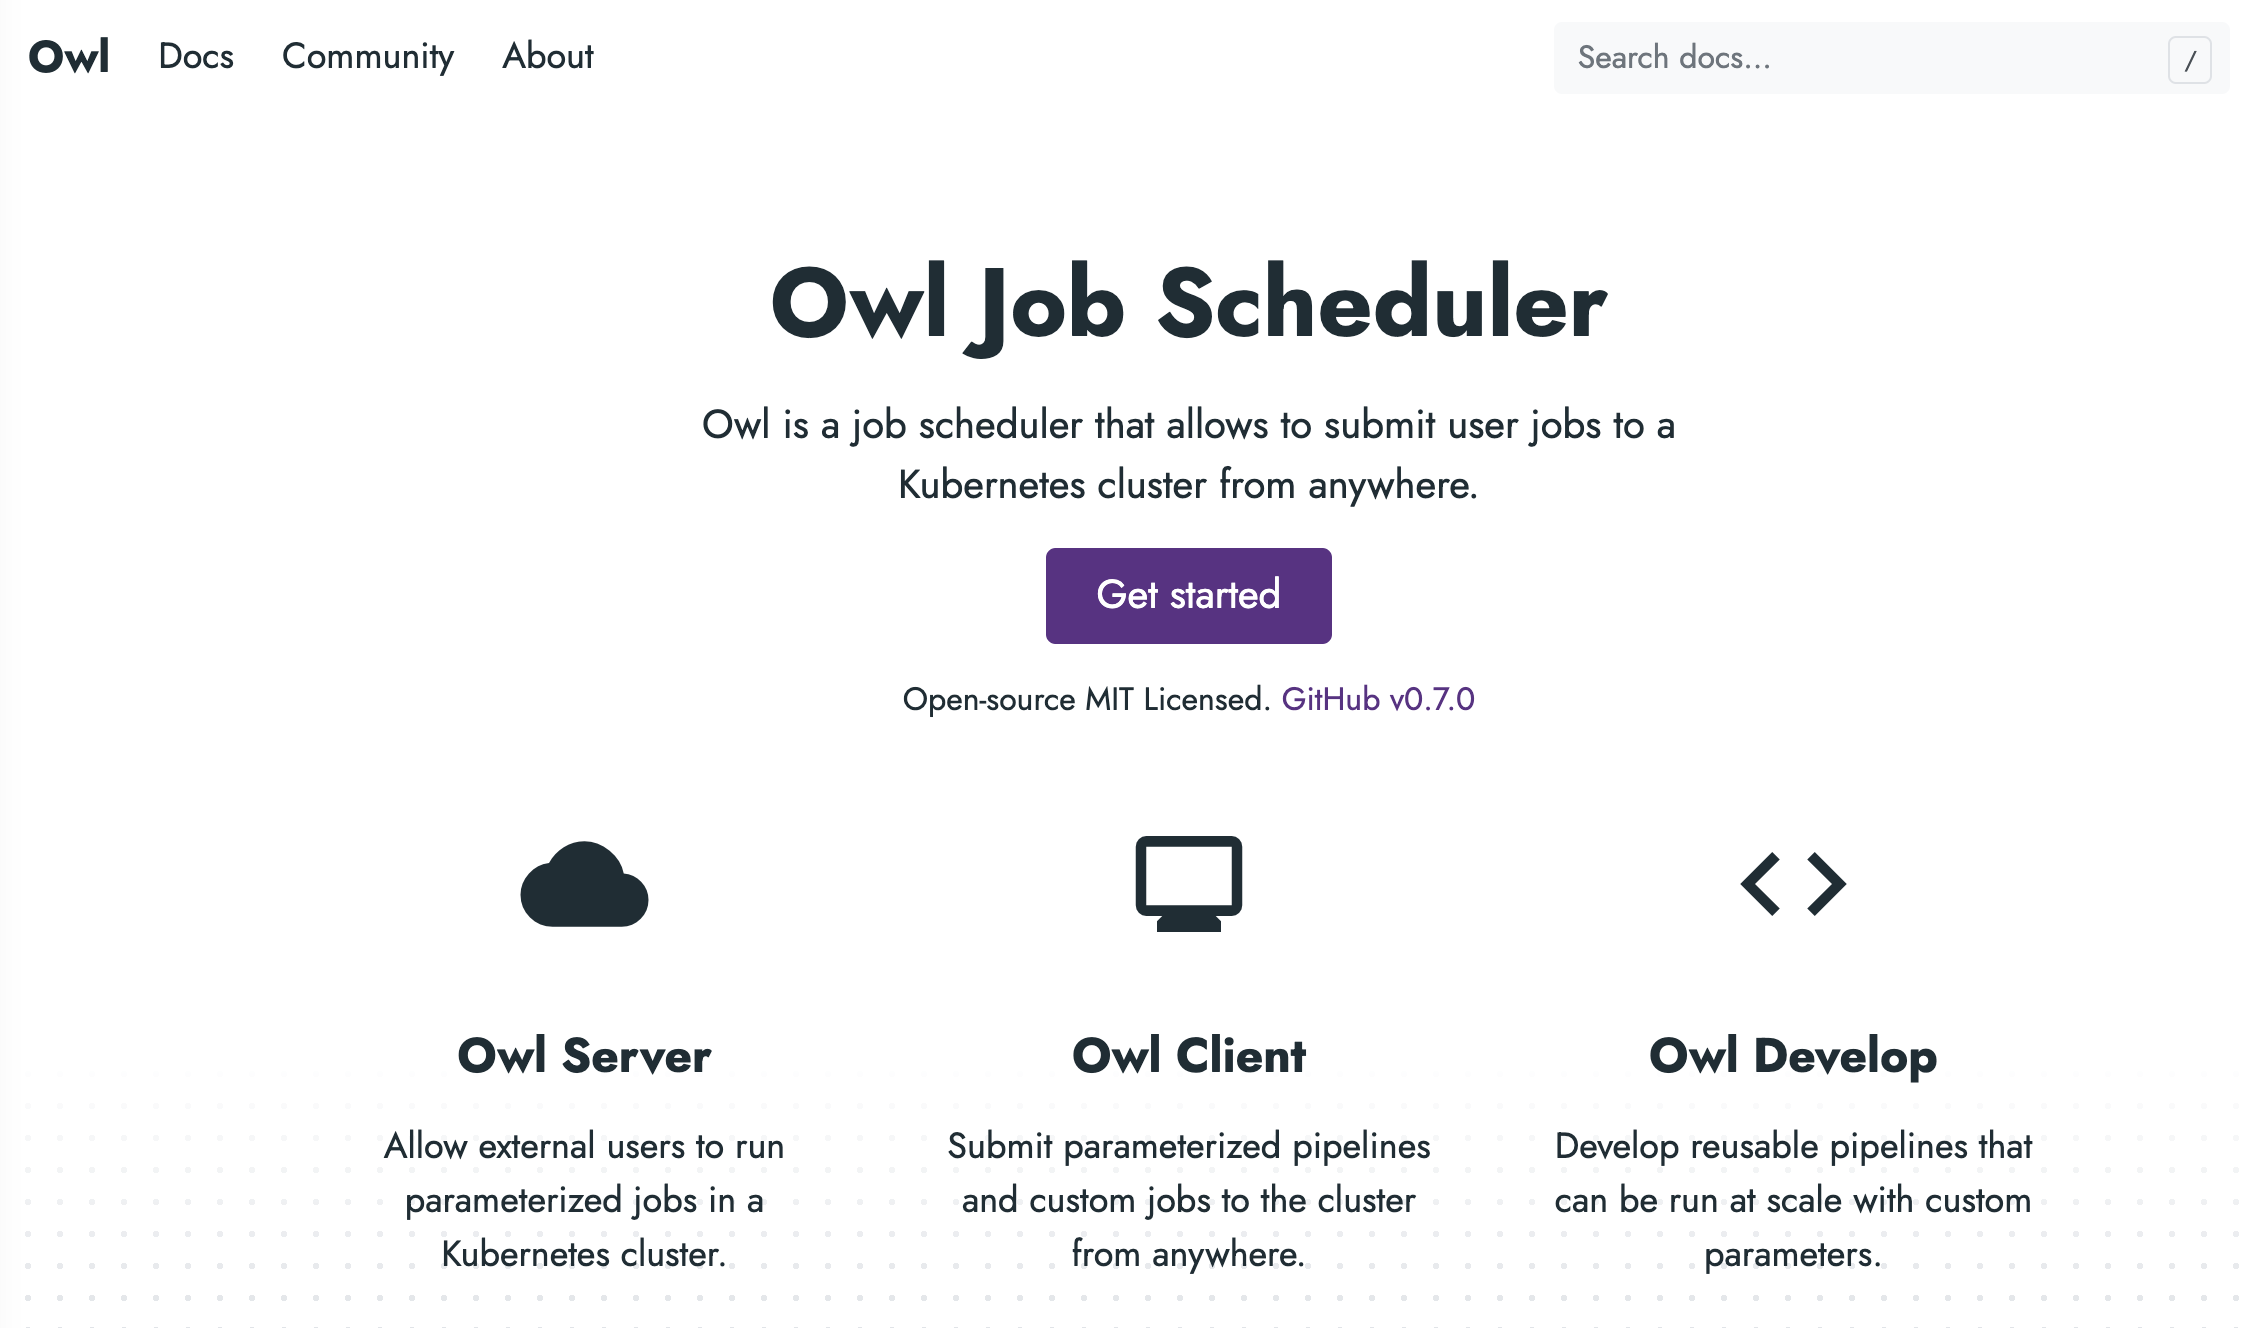 Owl Docs Community About Search docs... /
Owl Job Scheduler
Owl is a job scheduler that allows to submit user jobs to a
Kubernetes cluster from anywhere.
Get started
Open-source MIT Licensed. GitHub v0.7.0
Owl Server
Allow external users to run
parameterized jobs in a
Kubernetes cluster.
Owl Client
Submit parameterized pipelines
and custom jobs to the cluster
from anywhere.
Owl Develop
Develop reusable pipelines that
can be run at scale with custom
parameters.